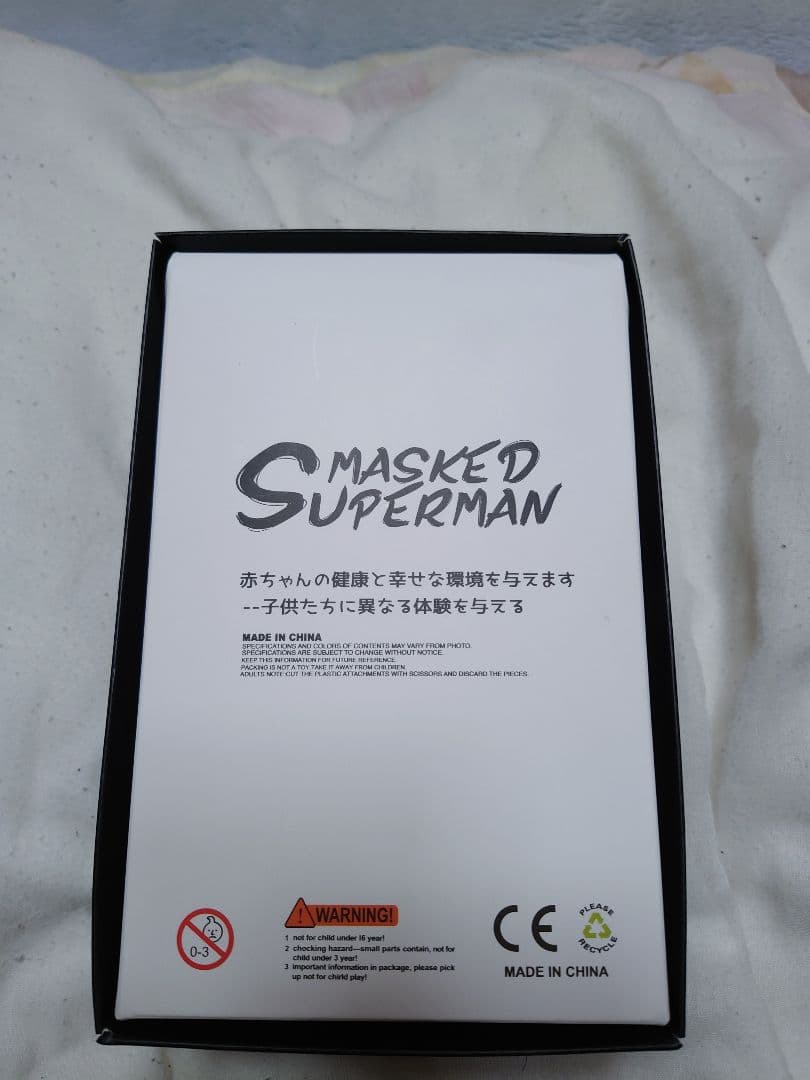 MASKED
SUPERMAN
赤ちゃんの健康と幸せな環境を与えます
--子供たちに異なる体験を与える
MADE IN CHINA
SPECIFICATIONS AND COLORS OF CONTENTS MAY VARY FROM PHOTO.
SPECIFICATIONS ARE SUBJECT TO CHANGE WITHOUT NOTICE.
KEEP THIS INFORMATION FOR FUTURE REFERENCE.
PACKING IS NOT A TOY.TAKE IT AWAY FROM CHILDREN.
ADULTS NOTE:CUT THE PLASTIC ATTACHMENTS WITH SCISSORS AND DISCARD THE PIECES.
0-3
! WARNING!
1 not for child under 16 year!
2 chocking hazard—small parts contain, not for
child under 3 year!
3 important information in package, please pick
up not for chirld play!
CE
PLEASE
RECYCLE
MADE IN CHINA